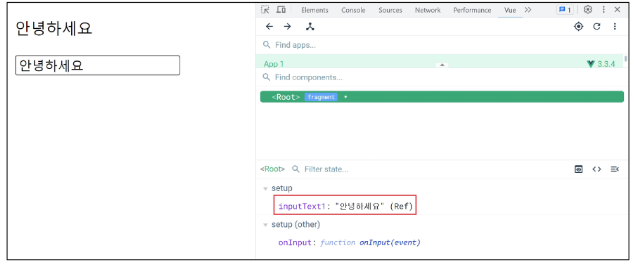 안녕하세요
안녕하세요
Elements Console Sources Network Performance Vue >> 1
Find apps...
App 1 3.3.4
Find components...
<Root> fragment
<Root> Filter state...
setup
inputText1: "안녕하세요" (Ref)
setup (other)
onInput: function onInput(event)